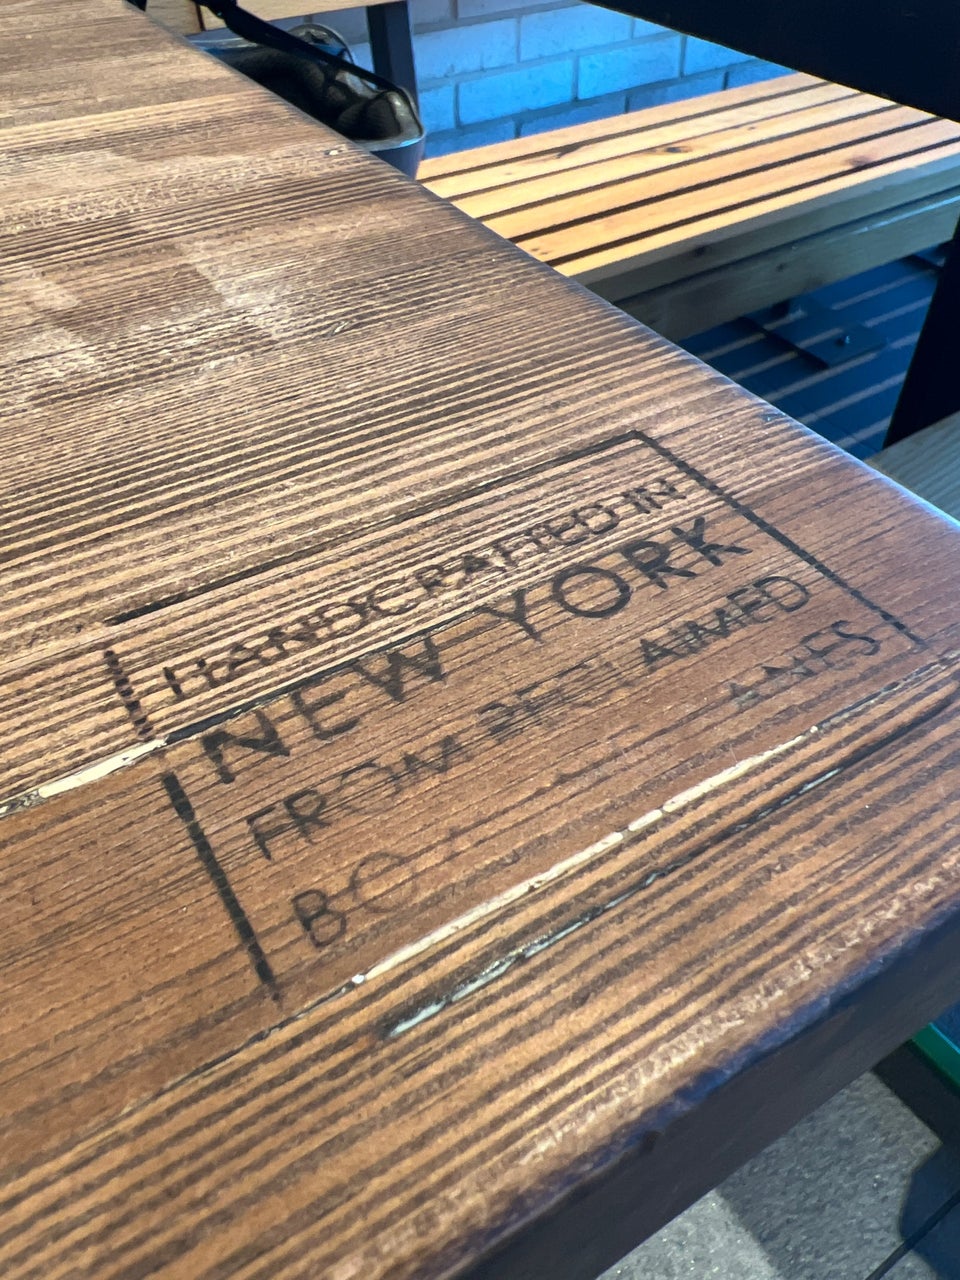 HANDCRAFTED IN
NEW YORK
FROM RECLAIMED